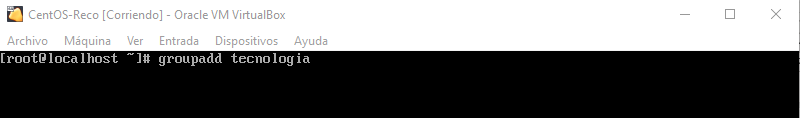 CentOS-Reco [Corriendo] - Oracle VM VirtualBox
Archivo Máquina Ver Entrada Dispositivos Ayuda
[root@localhost ~]# groupadd tecnologia